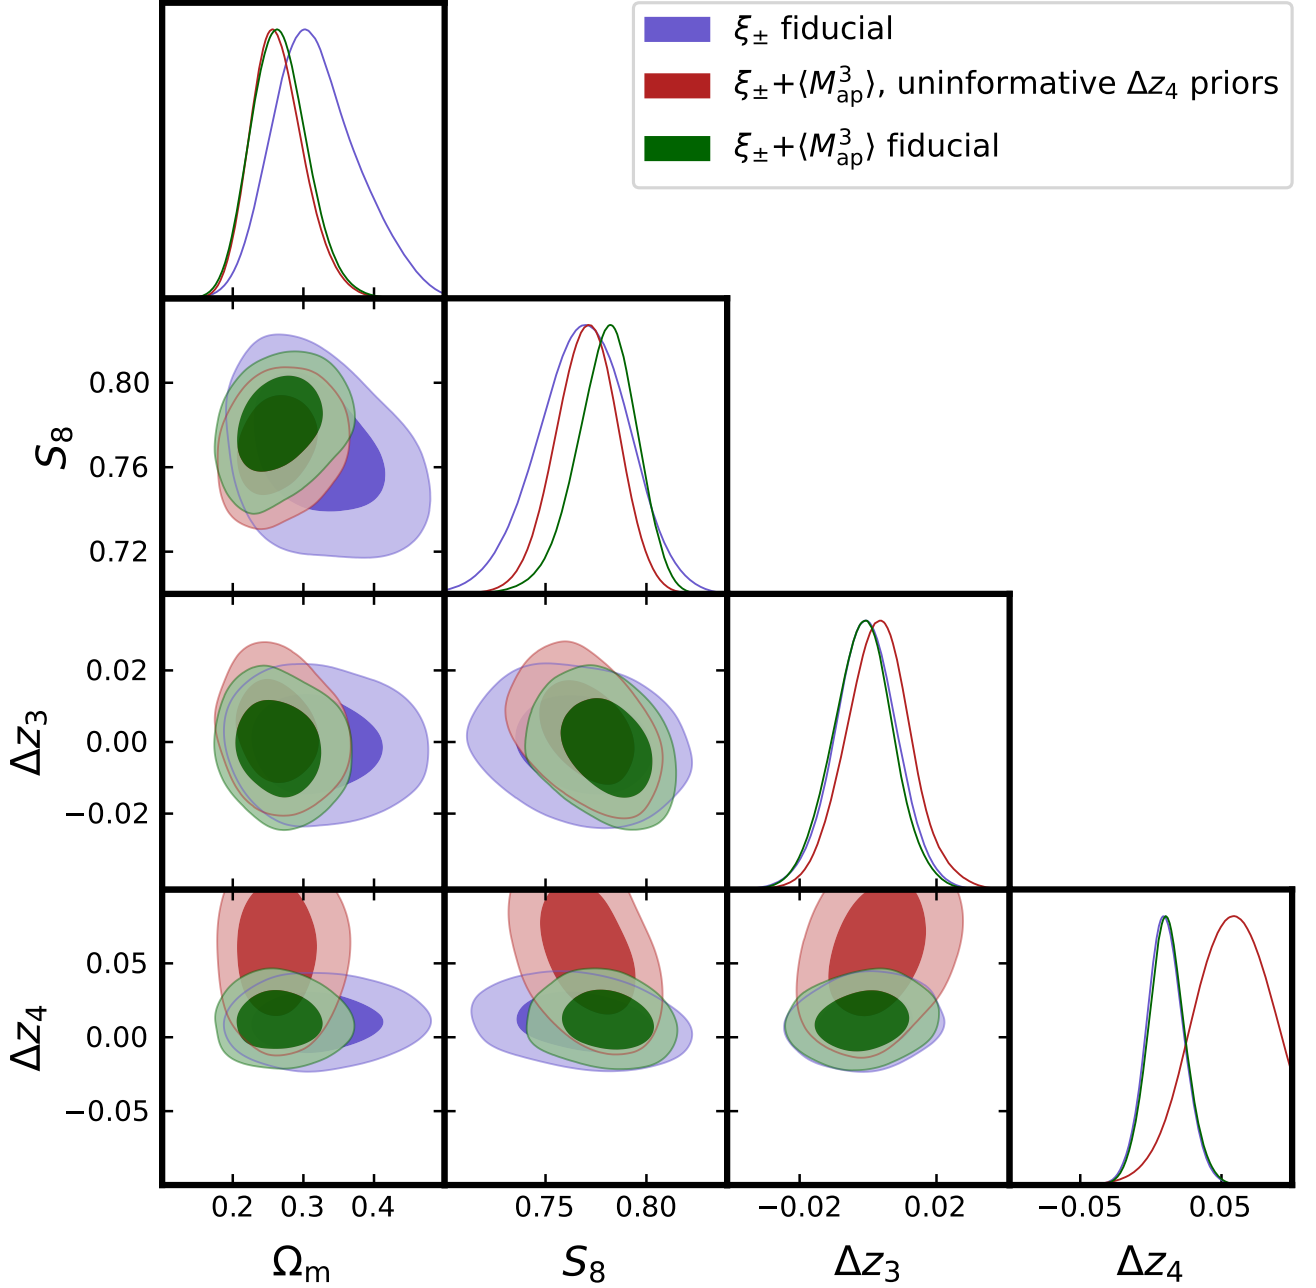 ξ± fiducial
ξ±+⟨M³ap⟩, uninformative Δz₄ priors
ξ±+⟨M³ap⟩ fiducial
0.80
0.76
0.72
S₈
0.02
0.00
−0.02
Δz₃
0.05
0.00
−0.05
Δz₄
0.2 0.3 0.4 0.75 0.80 −0.02 0.02 −0.05 0.05
Ωm S₈ Δz₃ Δz₄